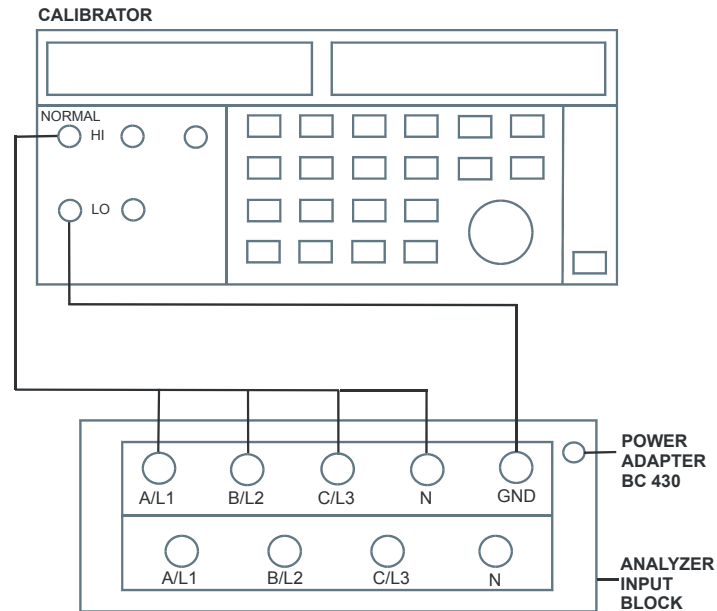 CALIBRATOR
NORMAL
HI
LO
A/L1
B/L2
C/L3
N
GND
POWER
ADAPTER
BC 430
A/L1
B/L2
C/L3
N
ANALYZER
INPUT
BLOCK